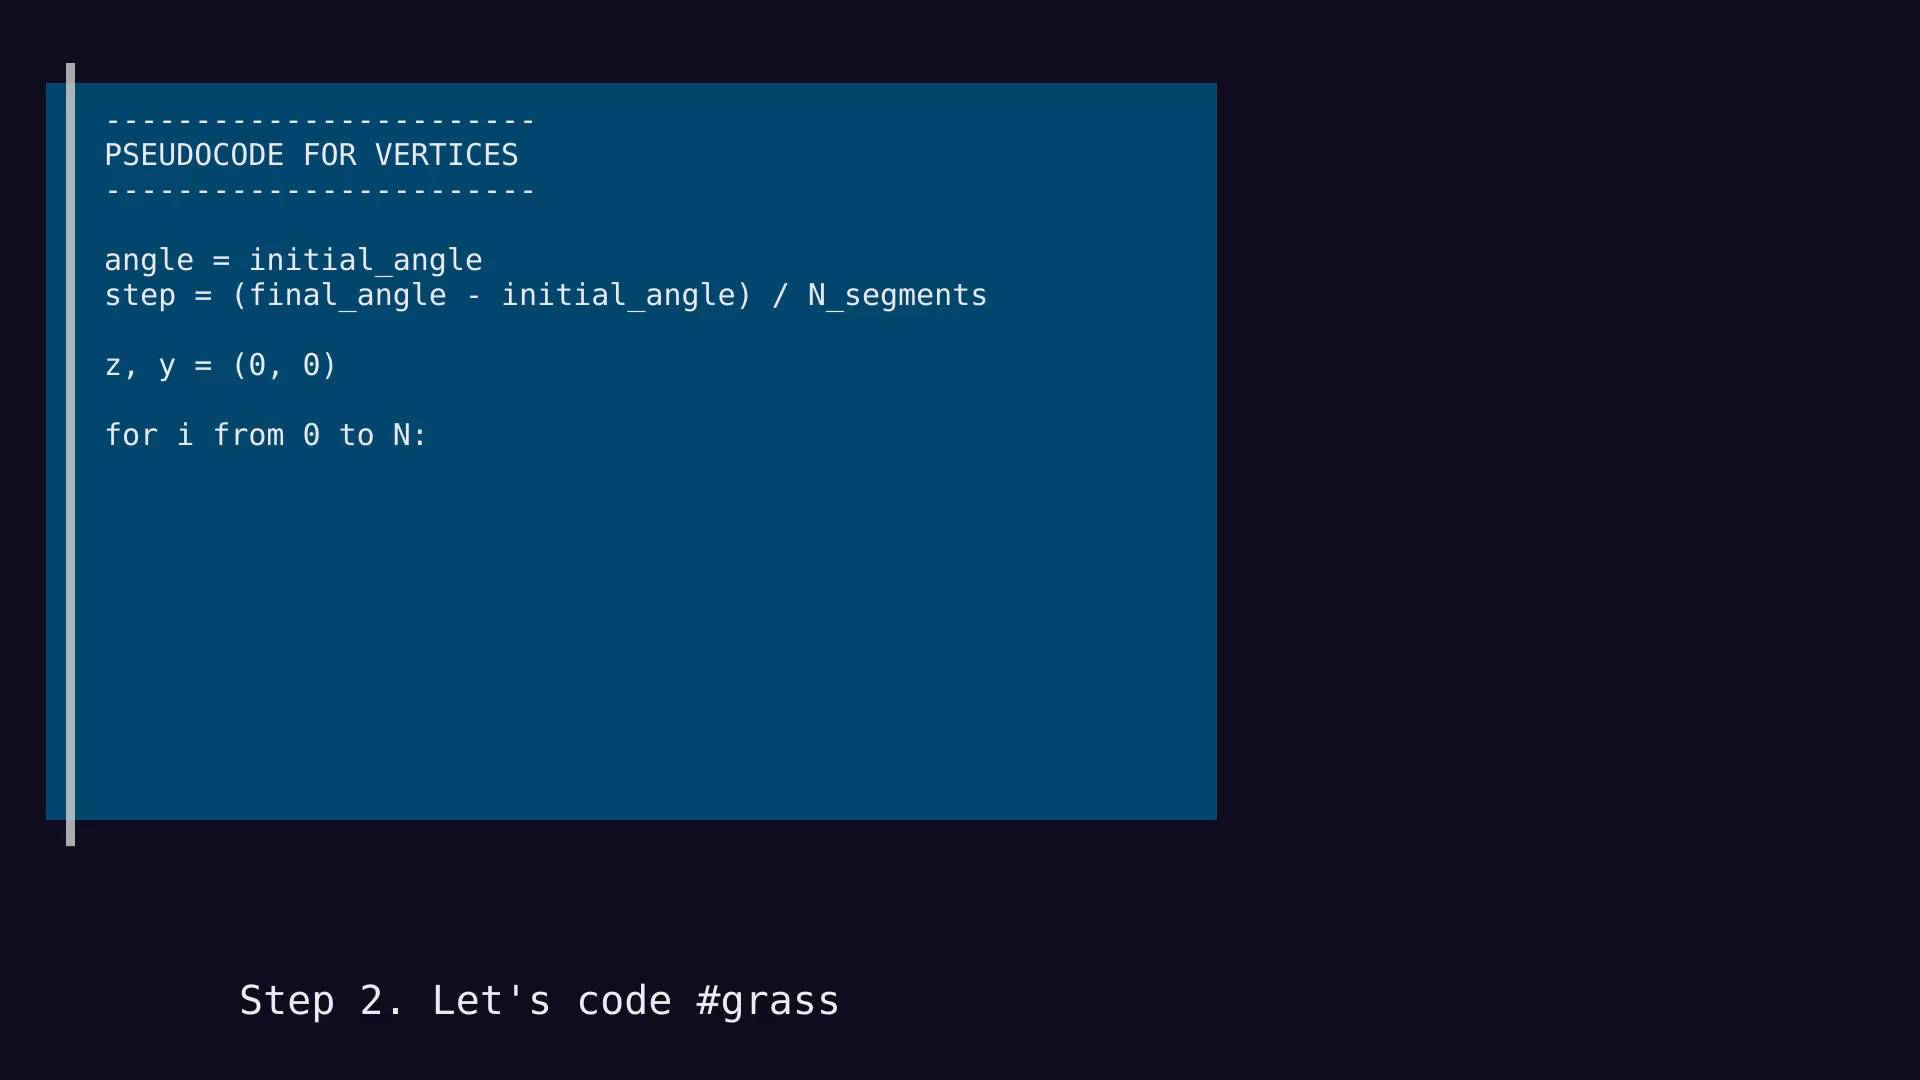 ------------------------
PSEUDOCODE FOR VERTICES
------------------------
angle = initial_angle
step = (final_angle - initial_angle) / N_segments
z, y = (0, 0)
for i from 0 to N:
Step 2. Let's code #grass